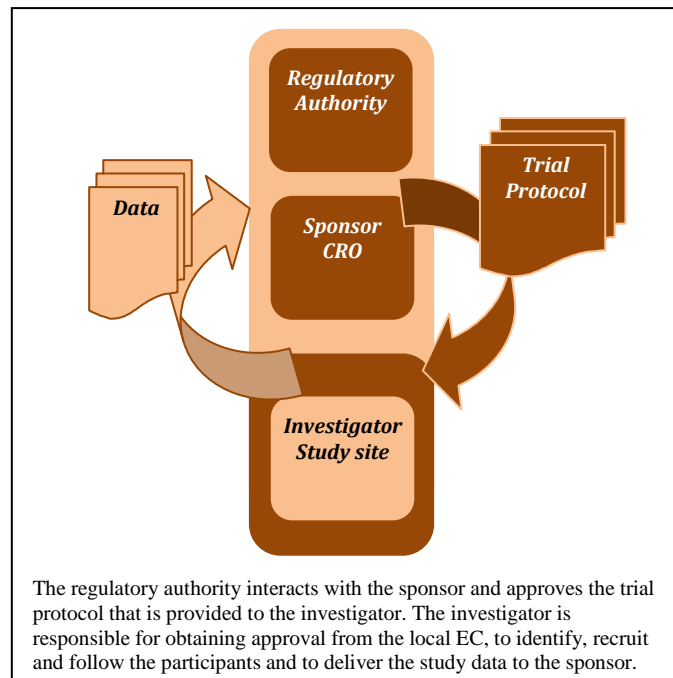 Regulatory
Authority
Trial
Protocol
Data
Sponsor
CRO
Investigator
Study site
The regulatory authority interacts with the sponsor and approves the trial
protocol that is provided to the investigator. The investigator is
responsible for obtaining approval from the local EC, to identify, recruit
and follow the participants and to deliver the study data to the sponsor.